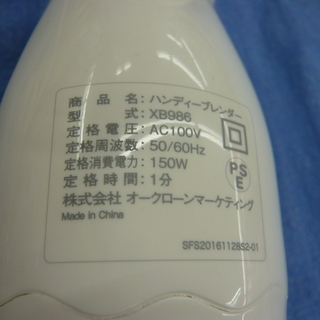 商品名:ハンディーブレンダー
型式:XB986
定格電圧:AC100V
定格周波数:50/60Hz
定格消費電力:150W
定格時間:1分
PS
E
株式会社 オークローンマーケティング
Made in China
SFS2016112852-01